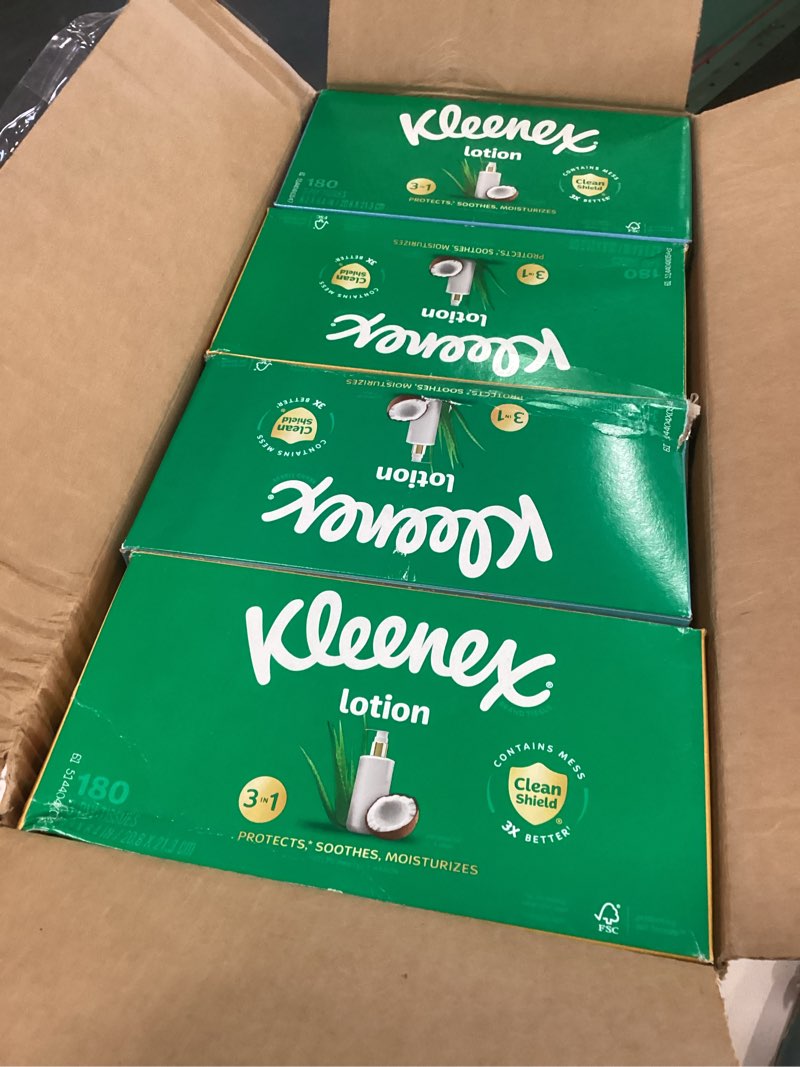 Kleenex
lotion
3 IN 1
PROTECTS,* SOOTHES, MOISTURIZES
180
CONTAINS MESS
Clean
Shield
3X BETTER†
FSC
PROTECTS,* SOOTHES, MOISTURIZES
3 IN 1
CONTAINS MESS
Clean
Shield
3X BETTER†
180
lotion
Kleenex
PROTECTS,* SOOTHES, MOISTURIZES
3 IN 1
CONTAINS MESS
Clean
Shield
3X BETTER†
lotion
Kleenex®
Kleenex®
lotion
CONTAINS MESS
Clean
Shield®
3X BETTER†
180
3 IN 1
PROTECTS,* SOOTHES, MOISTURIZES
FSC